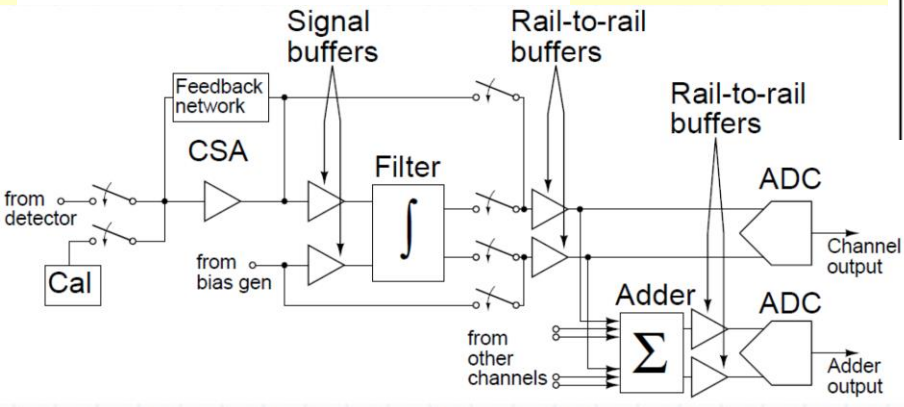 Signal
buffers
Rail-to-rail
buffers
Feedback
network
Rail-to-rail
buffers
CSA
Filter
ADC
from
detector
∫
Channel
output
from
bias gen
Cal
Adder
ADC
from
other
channels
Σ
Adder
output